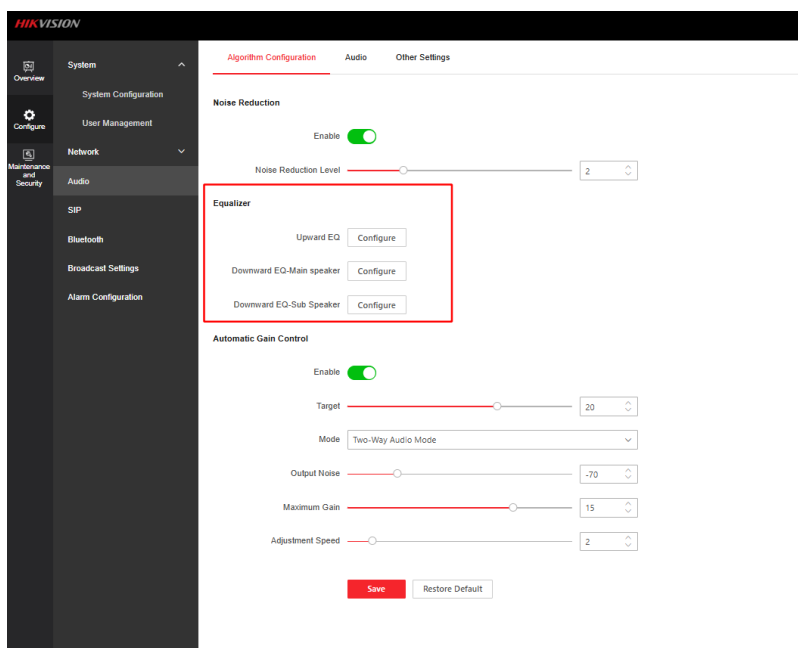 HIKVISION
Overview
Configure
Maintenance
and
Security
System
System Configuration
User Management
Network
Audio
SIP
Bluetooth
Broadcast Settings
Alarm Configuration
Algorithm Configuration Audio Other Settings
Noise Reduction
Enable
Noise Reduction Level 2
Equalizer
Upward EQ Configure
Downward EQ-Main speaker Configure
Downward EQ-Sub Speaker Configure
Automatic Gain Control
Enable
Target 20
Mode Two-Way Audio Mode
Output Noise -70
Maximum Gain 15
Adjustment Speed 2
Save Restore Default